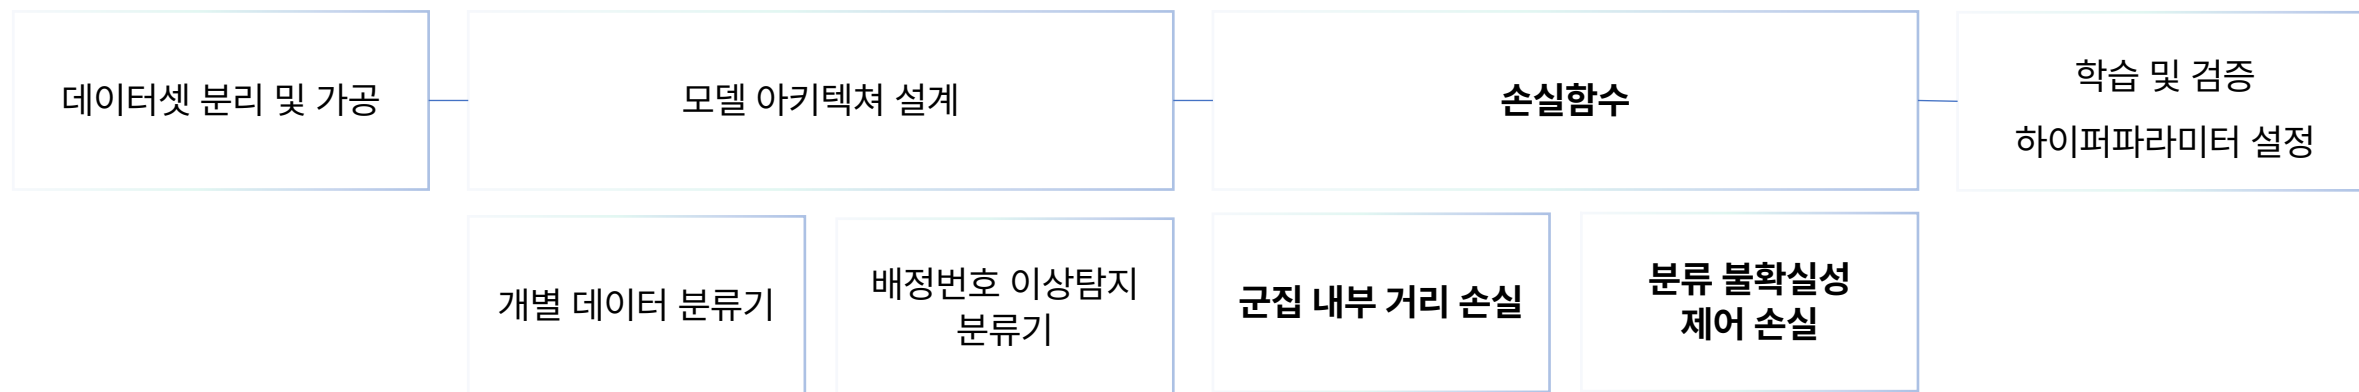 데이터셋 분리 및 가공
모델 아키텍쳐 설계
손실함수
학습 및 검증
하이퍼파라미터 설정
개별 데이터 분류기
배정번호 이상탐지
분류기
군집 내부 거리 손실
분류 불확실성
제어 손실